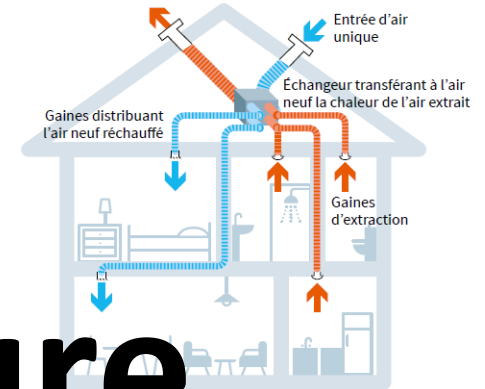 Entrée d'air
unique
Échangeur transférant à l'air
neuf la chaleur de l'air extrait
Gaines distribuant
l'air neuf réchauffé
Gaines
d'extraction
ure